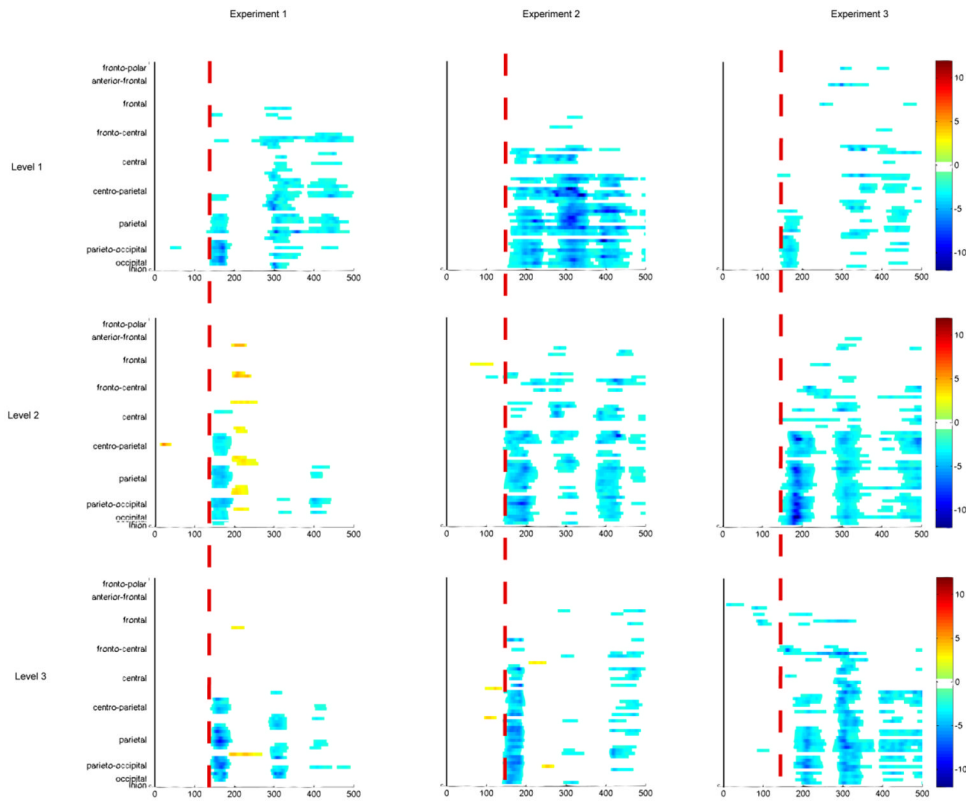 Experiment 1 Experiment 2 Experiment 3
Level 1
fronto-polar
anterior-frontal
frontal
fronto-central
central
centro-parietal
parietal
parieto-occipital
occipital
Inion
0 100 200 300 400 500
0 100 200 300 400 500
0 100 200 300 400 500
10
5
0
-5
-10
Level 2
fronto-polar
anterior-frontal
frontal
fronto-central
central
centro-parietal
parietal
parieto-occipital
occipital
Inion
0 100 200 300 400 500
0 100 200 300 400 500
0 100 200 300 400 500
10
5
0
-5
-10
Level 3
fronto-polar
anterior-frontal
frontal
fronto-central
central
centro-parietal
parietal
parieto-occipital
occipital
Inion
0 100 200 300 400 500
0 100 200 300 400 500
0 100 200 300 400 500
10
5
0
-5
-10